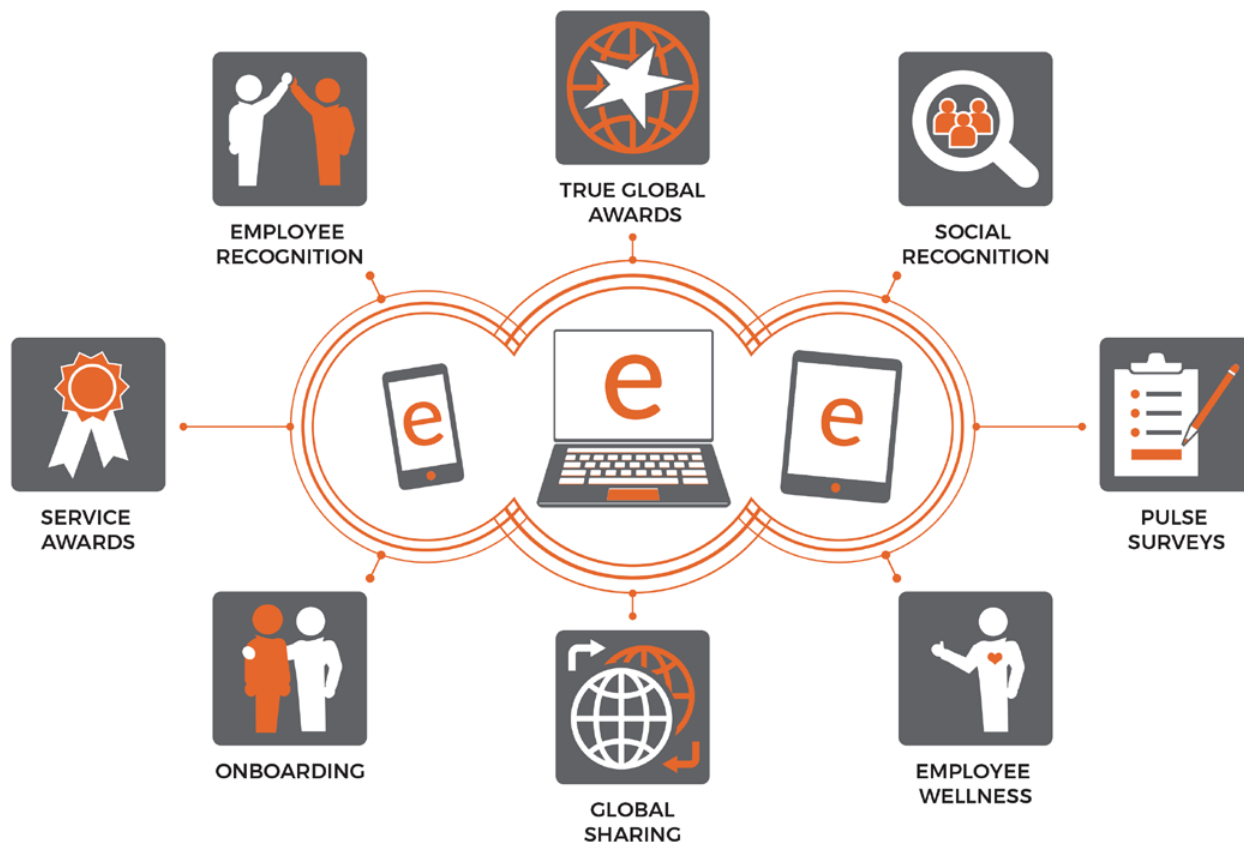 TRUE GLOBAL
AWARDS
EMPLOYEE
RECOGNITION
SOCIAL
RECOGNITION
e
e
e
SERVICE
AWARDS
PULSE
SURVEYS
ONBOARDING
GLOBAL
SHARING
EMPLOYEE
WELLNESS